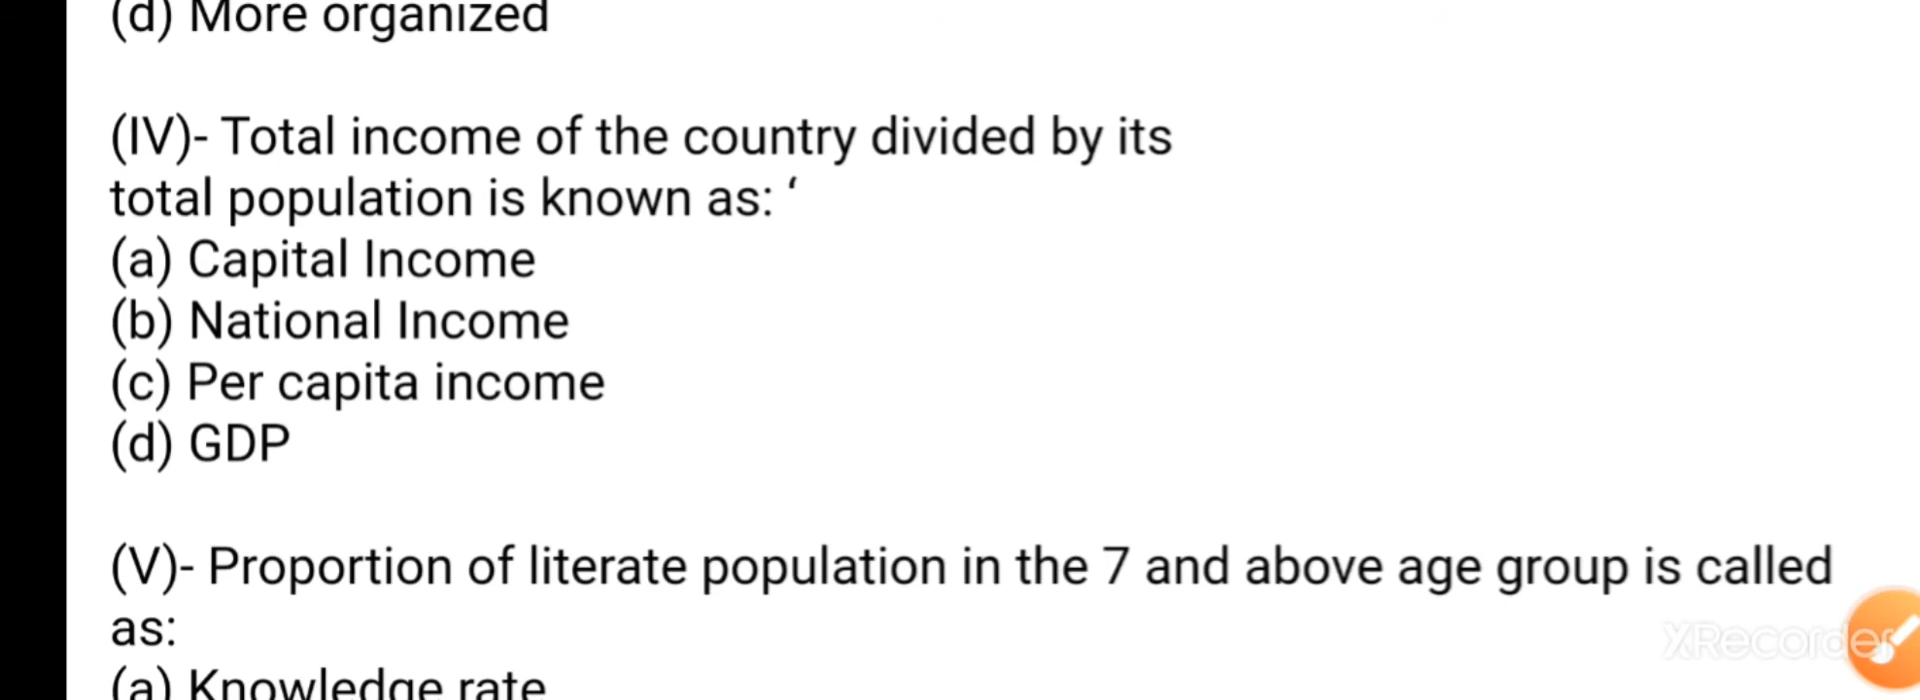 (d) More organized
(IV)- Total income of the country divided by its
total population is known as: ‘
(a) Capital Income
(b) National Income
(c) Per capita income
(d) GDP
(V)- Proportion of literate population in the 7 and above age group is called
as:
(a) Knowledge rate
XRecorder